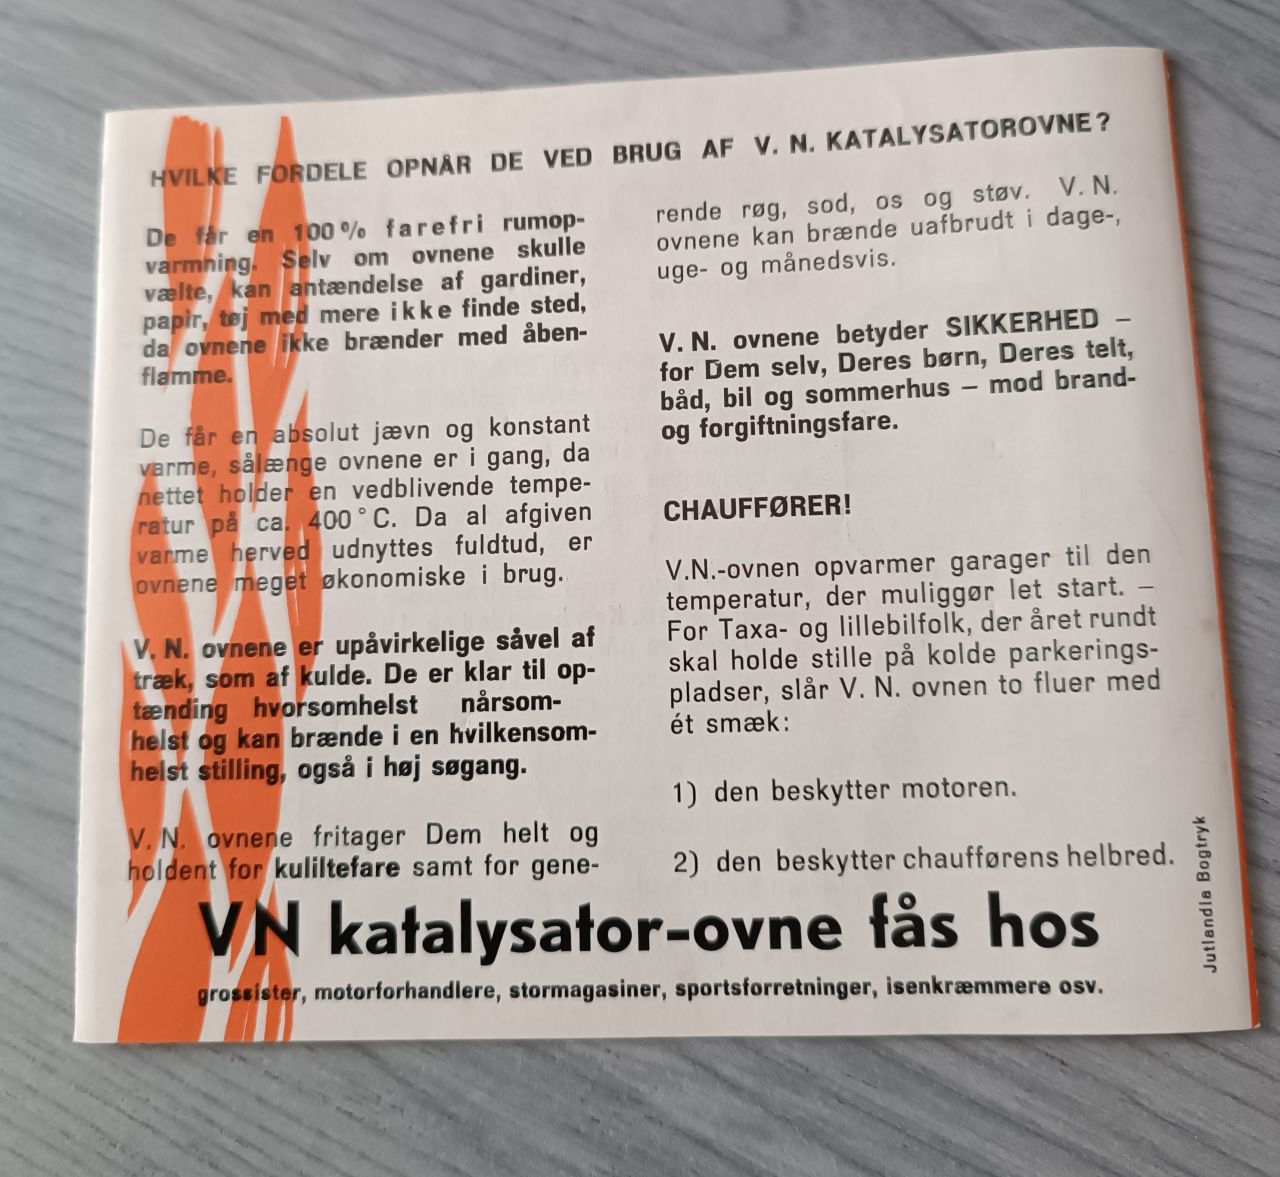 HVILKE FORDELE OPNÅR DE VED BRUG AF V. N. KATALYSATOROVNE?
De får en 100 % farefri rumop-
varmning. Selv om ovnene skulle
vælte, kan antændelse af gardiner,
papir, tøj med mere ikke finde sted,
da ovnene ikke brænder med åben-
flamme.
De får en absolut jævn og konstant
varme, sålænge ovnene er i gang, da
nettet holder en vedblivende tempe-
ratur på ca. 400° C. Da al afgiven
varme herved udnyttes fuldtud, er
ovnene meget økonomiske i brug.
V. N. ovnene er upåvirkelige såvel af
træk, som af kulde. De er klar til op-
tænding hvorsomhelst nårsom-
helst og kan brænde i en hvilkensom-
helst stilling, også i høj søgang.
V. N. ovnene fritager Dem helt og
holdent for kuliltefare samt for gene-
rende røg, sod, os og støv. V. N.
ovnene kan brænde uafbrudt i dage-,
uge- og månedsvis.
V. N. ovnene betyder SIKKERHED –
for Dem selv, Deres børn, Deres telt,
båd, bil og sommerhus – mod brand-
og forgiftningsfare.
CHAUFFØRER!
V.N.-ovnen opvarmer garager til den
temperatur, der muliggør let start. –
For Taxa- og lillebilfolk, der året rundt
skal holde stille på kolde parkerings-
pladser, slår V. N. ovnen to fluer med
ét smæk:
1) den beskytter motoren.
2) den beskytter chaufførens helbred.
VN katalysator-ovne fås hos
grossister, motorforhandlere, stormagasiner, sportsforretninger, isenkræmmere osv.
Jutlandia Bogtryk